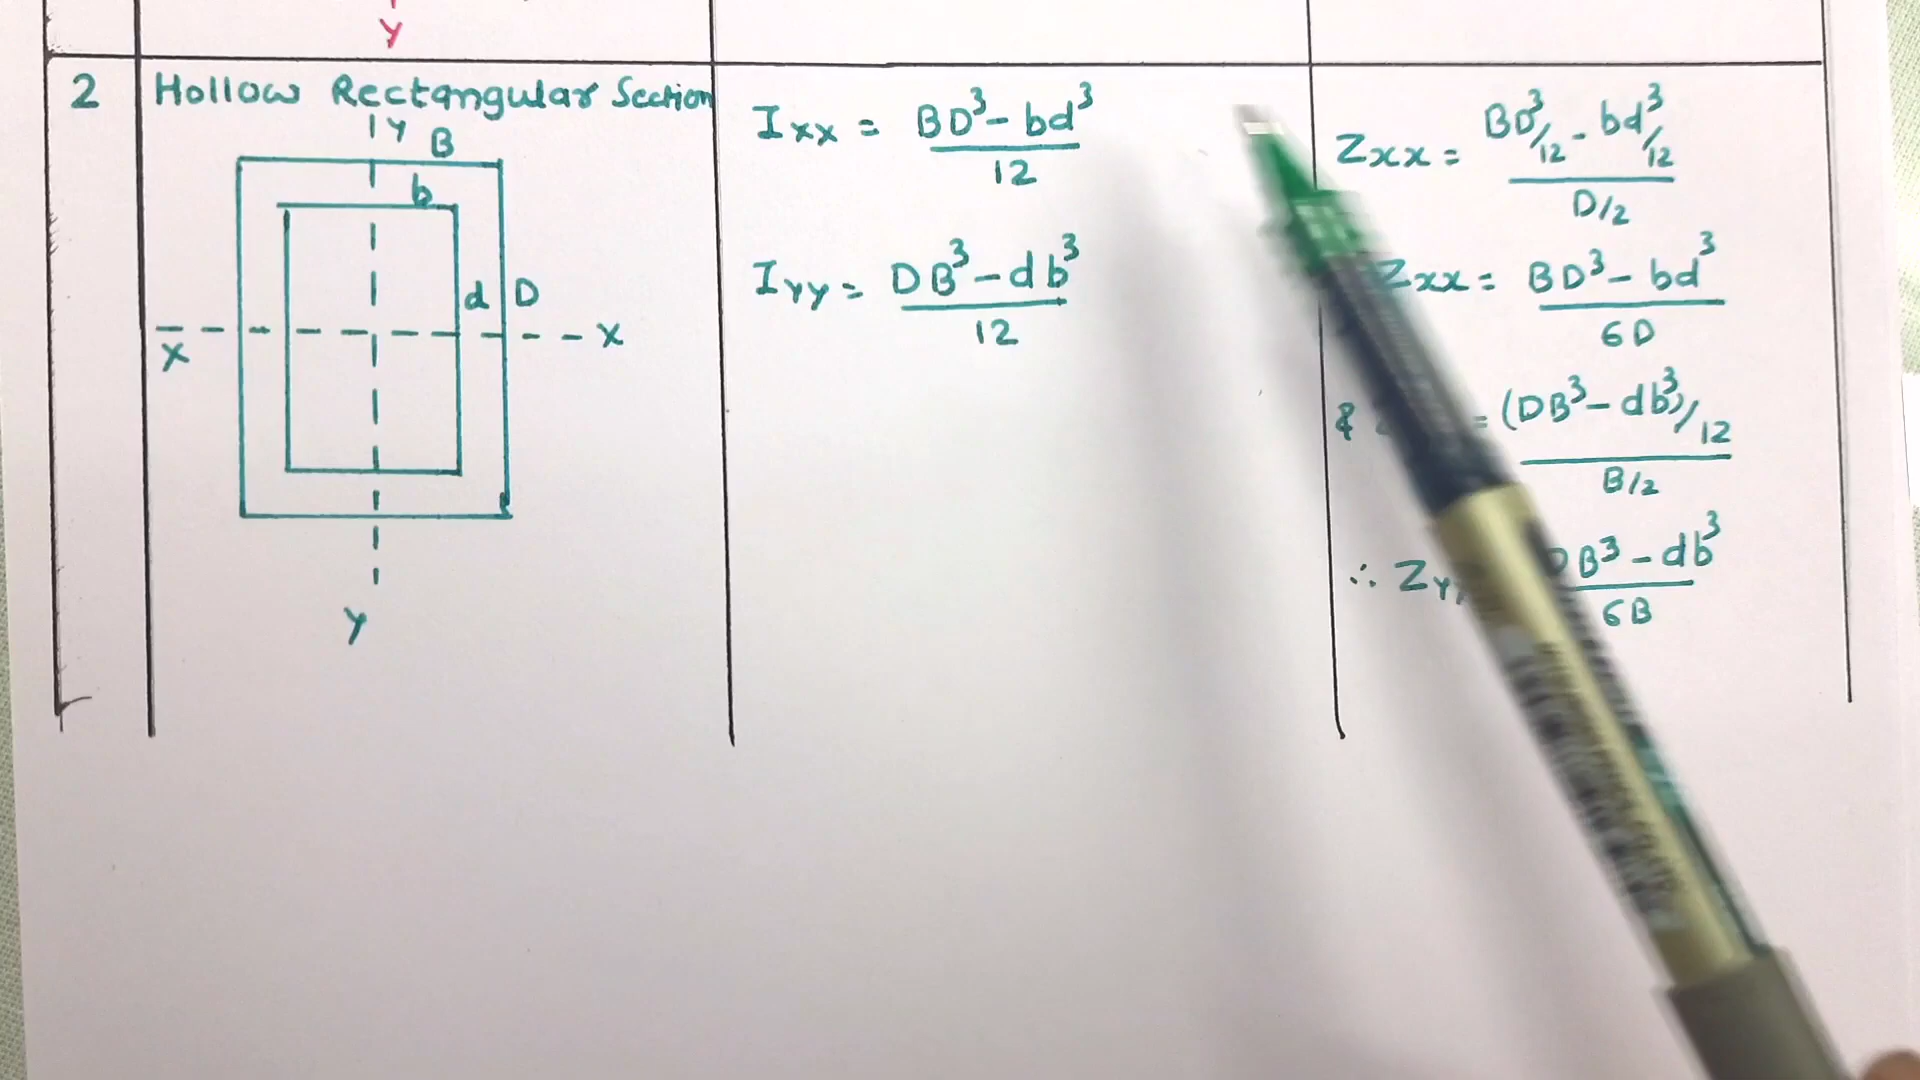 Y
2
Hollow Rectangular Section
Y
B
b
d D
X X
Y
Ixx = BD³ - bd³
12
Iyy = DB³ - db³
12
Zxx = BD³/12 - bd³/12
D/2
Zxx = BD³ - bd³
6D
& = (DB³ - db³)/12
B/2
∴ Zy DB³ - db³
6B